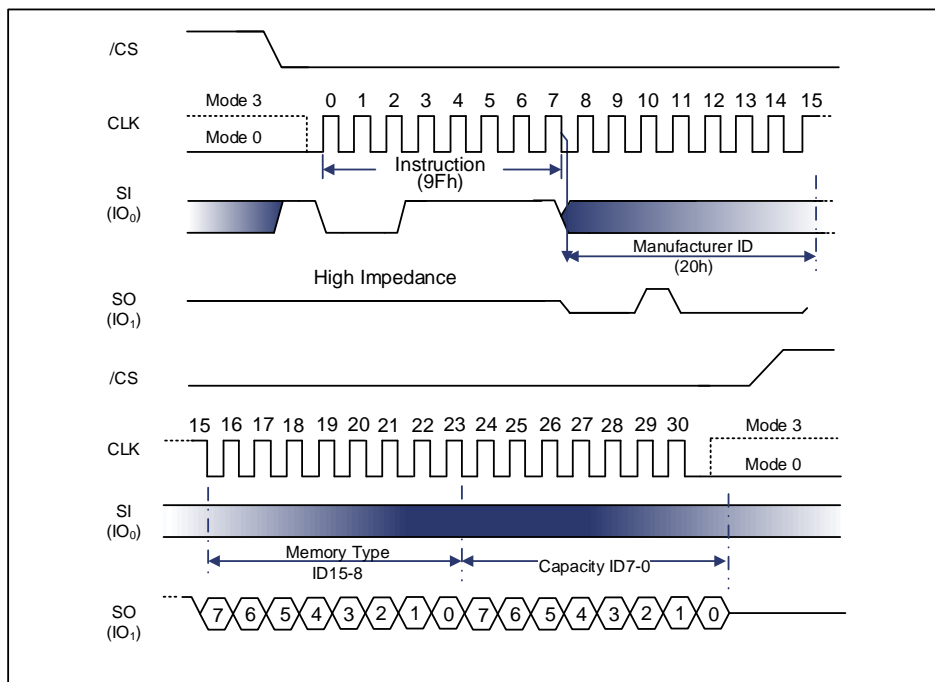 /CS
Mode 3
0 1 2 3 4 5 6 7 8 9 10 11 12 13 14 15
CLK
Mode 0
Instruction
(9Fh)
SI
(IO0)
Manufacturer ID
(20h)
High Impedance
SO
(IO1)
/CS
15 16 17 18 19 20 21 22 23 24 25 26 27 28 29 30
Mode 3
CLK
Mode 0
SI
(IO0)
Memory Type
ID15-8
Capacity ID7-0
SO
(IO1)
7 6 5 4 3 2 1 0 7 6 5 4 3 2 1 0